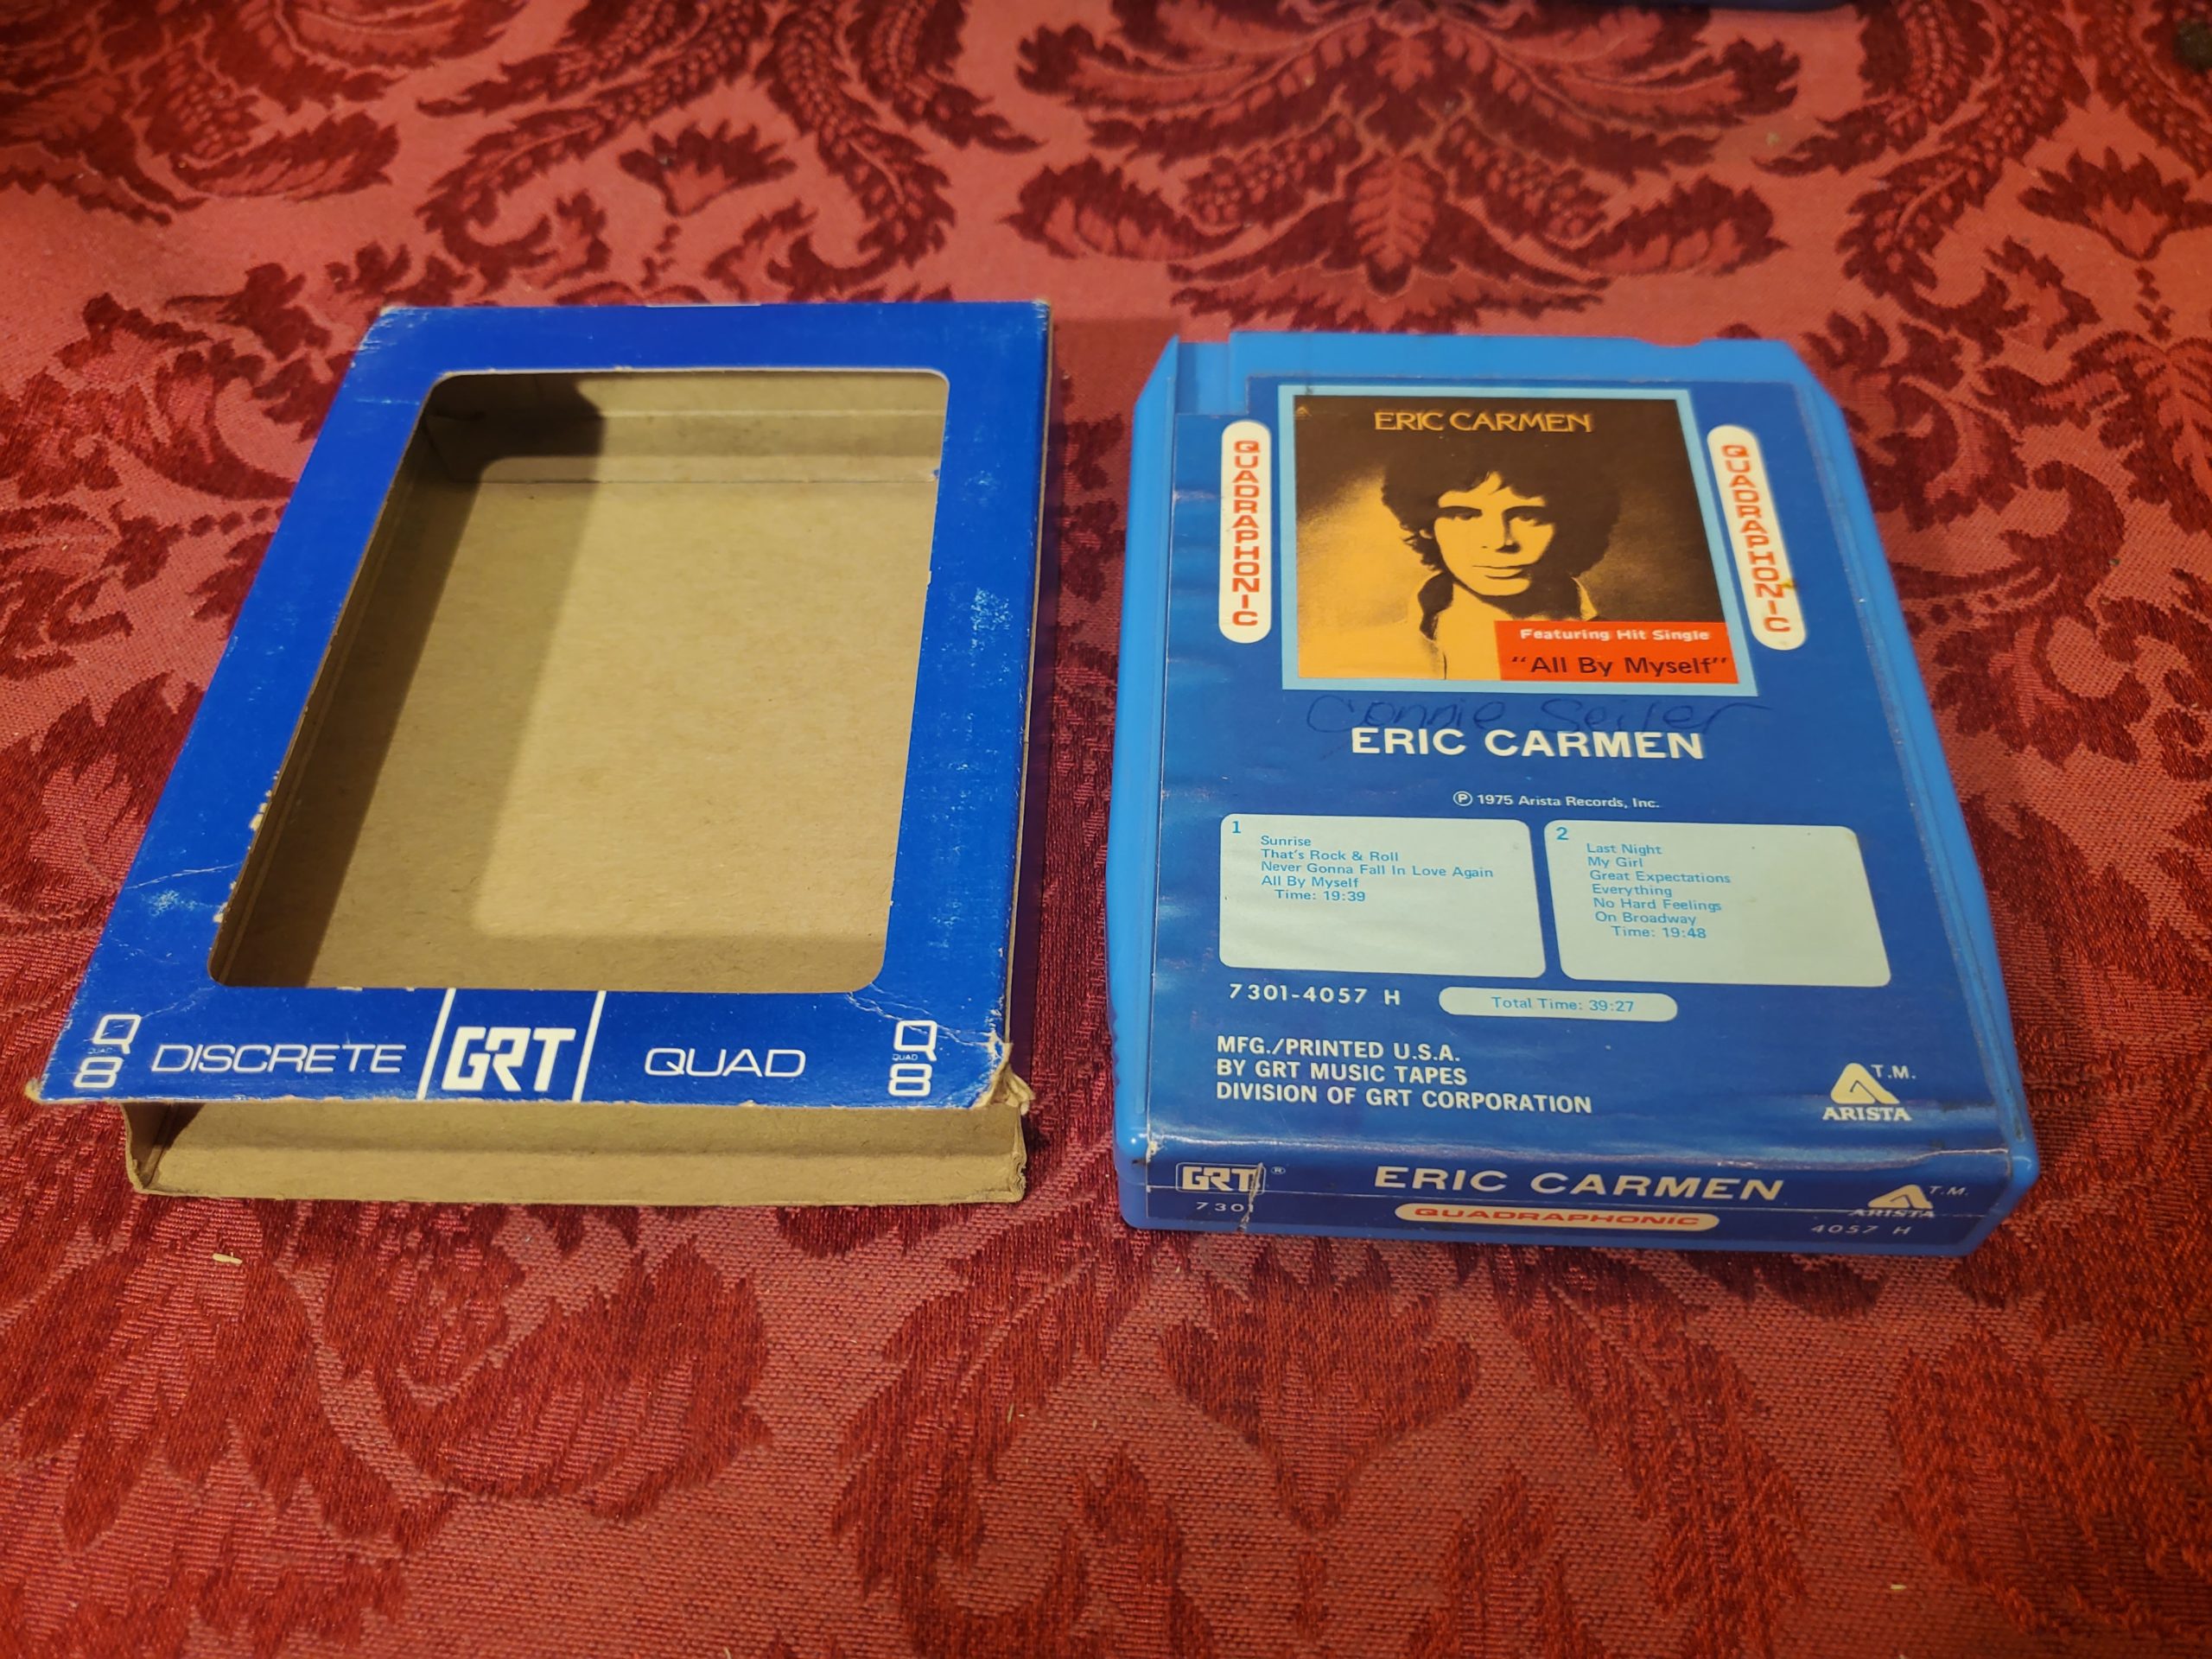 Q
QUAD
8
DISCRETE
GRT
QUAD
Q
QUAD
8
ERIC CARMEN
QUADRAPHONIC
QUADRAPHONIC
Featuring Hit Single
"All By Myself"
Connie Seiler
ERIC CARMEN
Ⓟ 1975 Arista Records, Inc.
1
Sunrise
That's Rock & Roll
Never Gonna Fall In Love Again
All By Myself
Time: 19:39
2
Last Night
My Girl
Great Expectations
Everything
No Hard Feelings
On Broadway
Time: 19:48
7301-4057 H
Total Time: 39:27
MFG./PRINTED U.S.A.
BY GRT MUSIC TAPES
DIVISION OF GRT CORPORATION
T.M.
ARISTA
GRT ®
ERIC CARMEN
T.M.
ARISTA
7301
QUADRAPHONIC
4057 H